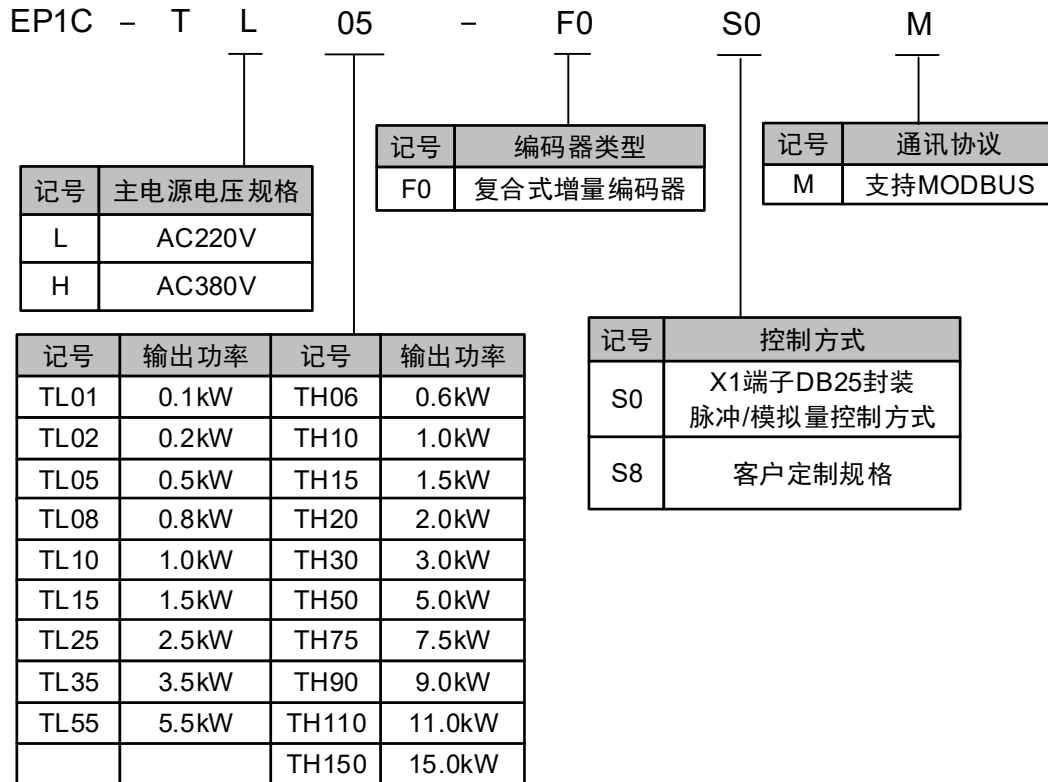 EP1C – T L 05 – F0 S0 M
记号 编码器类型
F0 复合式增量编码器
记号 通讯协议
M 支持MODBUS
记号 主电源电压规格
L AC220V
H AC380V
记号 输出功率 记号 输出功率
TL01 0.1kW TH06 0.6kW
TL02 0.2kW TH10 1.0kW
TL05 0.5kW TH15 1.5kW
TL08 0.8kW TH20 2.0kW
TL10 1.0kW TH30 3.0kW
TL15 1.5kW TH50 5.0kW
TL25 2.5kW TH75 7.5kW
TL35 3.5kW TH90 9.0kW
TL55 5.5kW TH110 11.0kW
TH150 15.0kW
记号 控制方式
S0 X1端子DB25封装
脉冲/模拟量控制方式
S8 客户定制规格